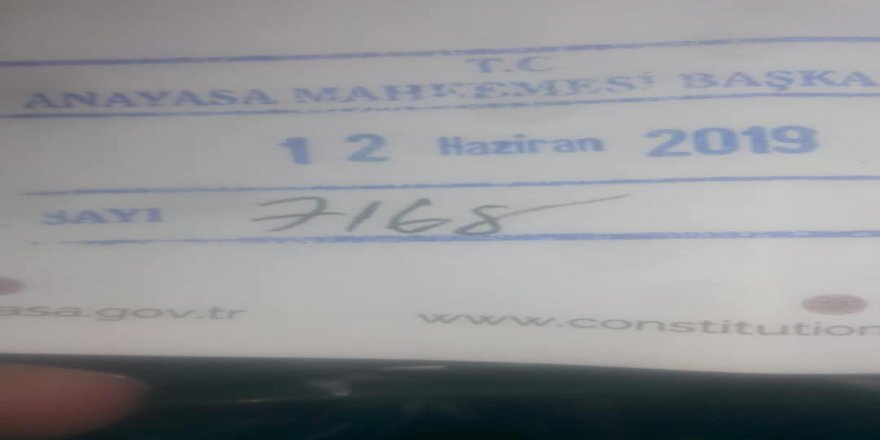 T.C
ANAYASA MAHKEMESİ BAŞKA
12 Haziran 2019
SAYI 7168
asa.gov.tr www.constitution